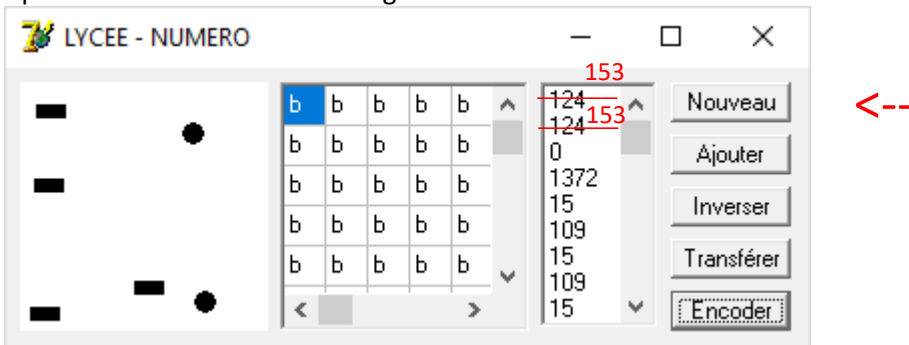 LYCEE - NUMERO
b b b b b
b b b b b
b b b b b
b b b b b
b b b b b
153
124
153
124
0
1372
15
109
15
109
15
Nouveau
Ajouter
Inverser
Transférer
Encoder
<--